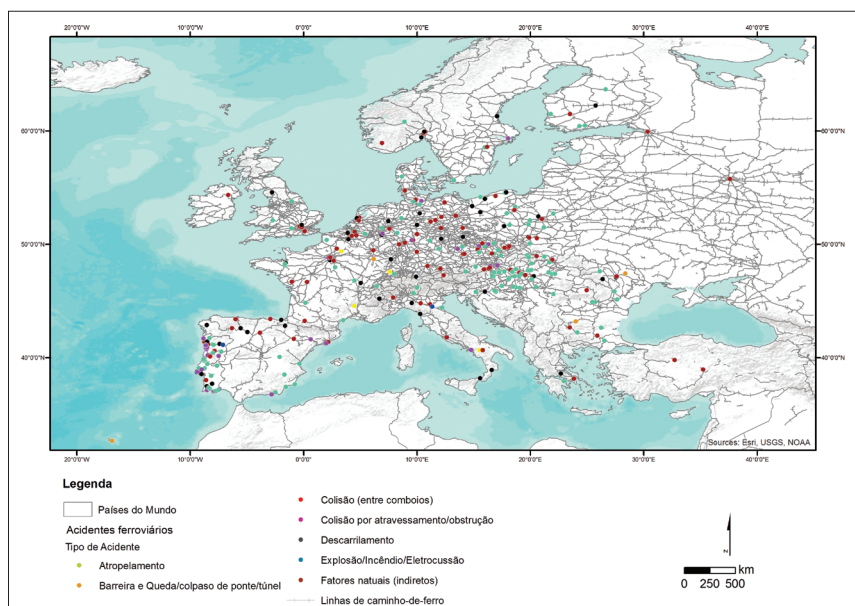 20°0'0"W 10°0'0"W 0°0'0 10°0'0"E 20°0'0"E 30°0'0"E 40°0'0"E
60°0'0"N 60°0'0"N
50°0'0"N 50°0'0"N
40°0'0"N 40°0'0"N
Sources: Esri, USGS, NOAA
20°0'0"W 10°0'0"W 0°0'0 10°0'0"E 20°0'0"E 30°0'0"E 40°0'0"E
Legenda
Países do Mundo
Acidentes ferroviários
Tipo de Acidente
Atropelamento
Barreira e Queda/colpaso de ponte/túnel
Colisão (entre comboios)
Colisão por atravessamento/obstrução
Descarrilamento
Explosão/Incêndio/Eletrocussão
Fatores natuais (indiretos)
Linhas de caminho-de-ferro
N
km
0 250 500